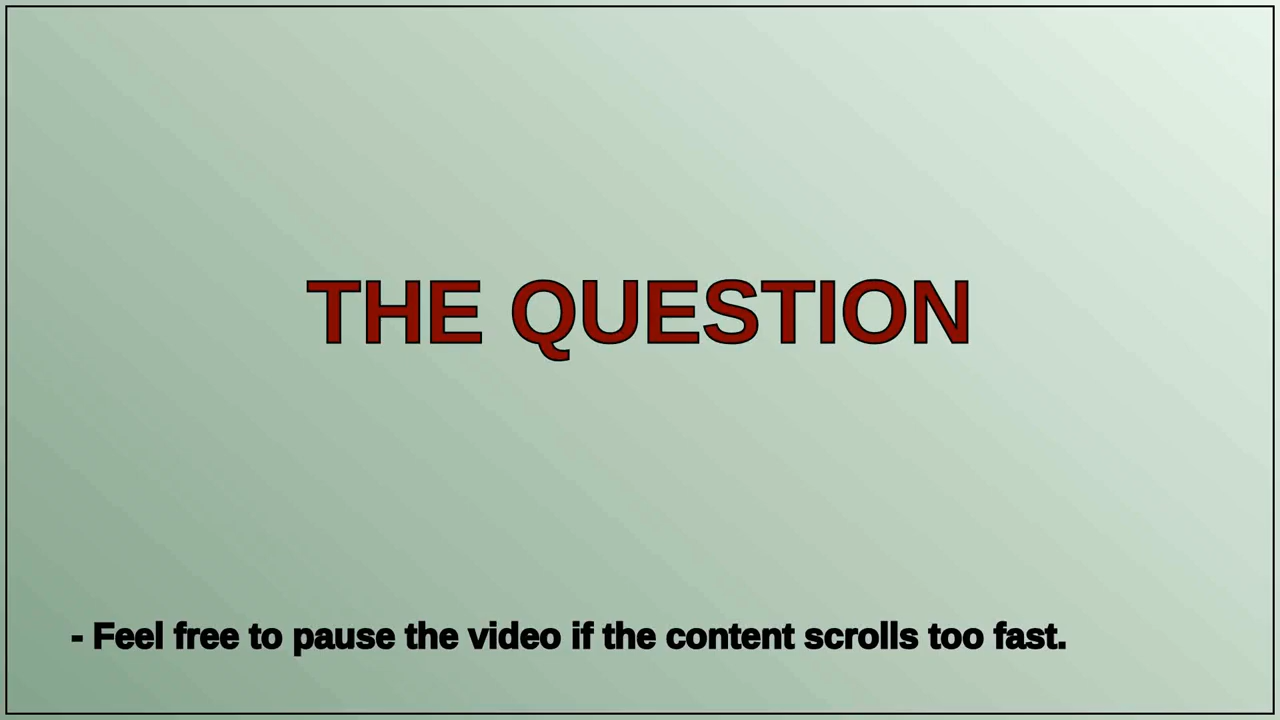 THE QUESTION
- Feel free to pause the video if the content scrolls too fast.